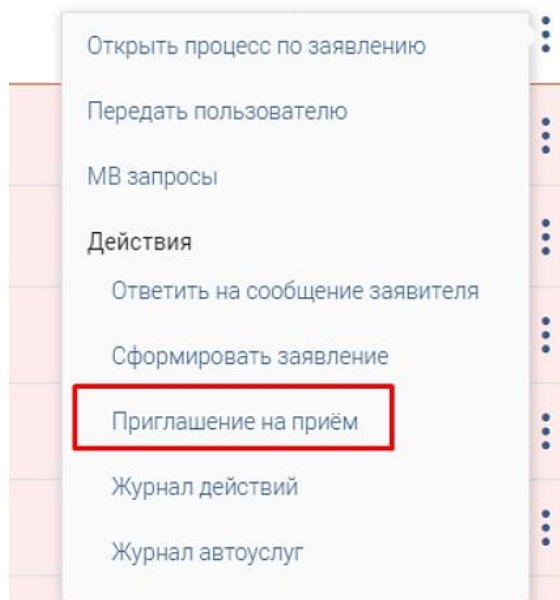 Открыть процесс по заявлению
Передать пользователю
МВ запросы
Действия
Ответить на сообщение заявителя
Сформировать заявление
Приглашение на приём
Журнал действий
Журнал автоуслуг